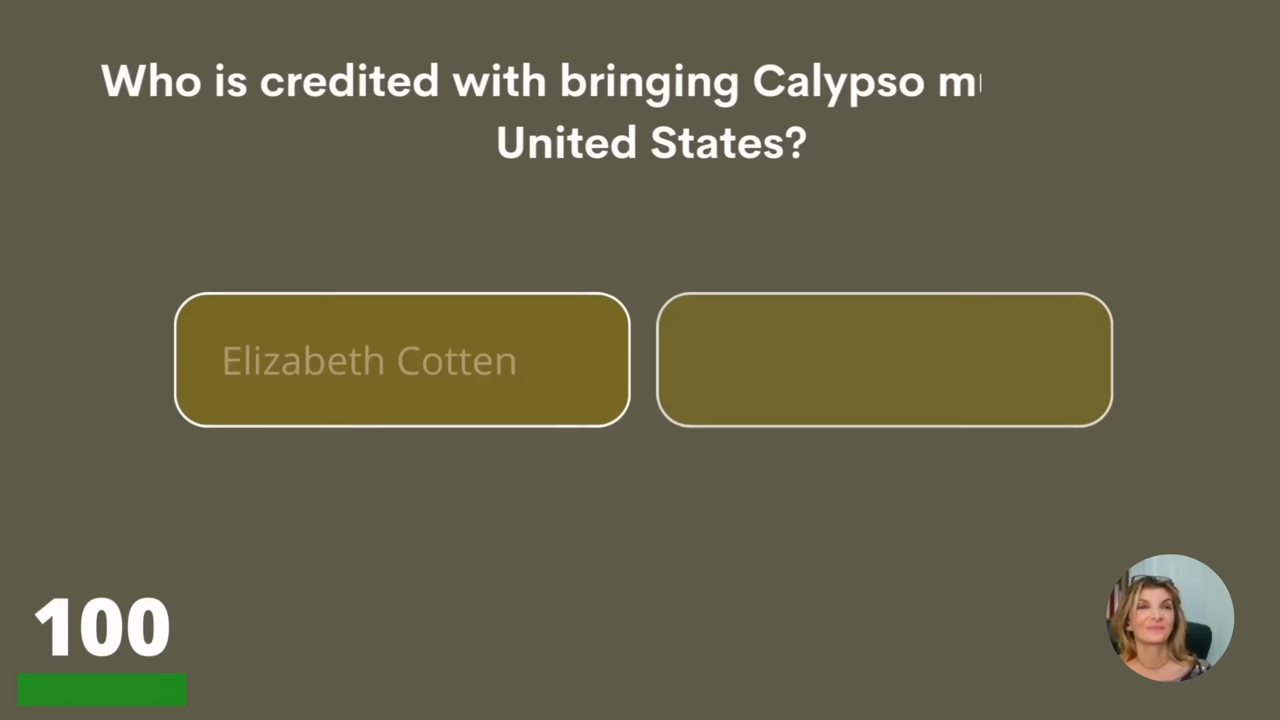 Who is credited with bringing Calypso
United States?
Elizabeth Cotten
100